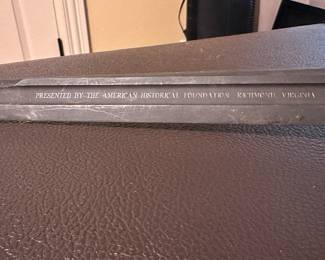 PRESENTED BY THE AMERICAN HISTORICAL FOUNDATION RICHMOND, VIRGINIA